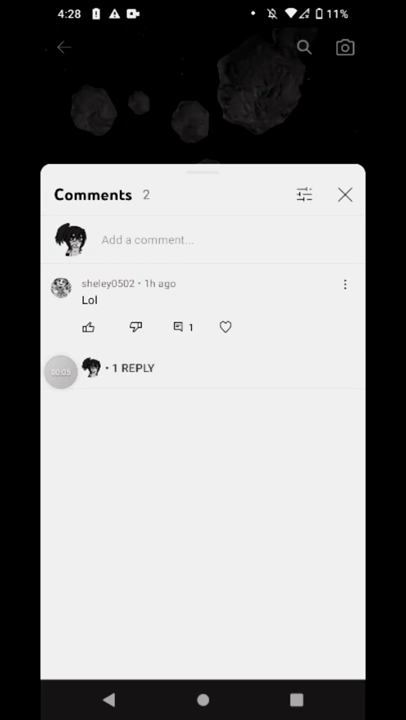 4:28 11%
Comments 2
Add a comment...
sheley0502 • 1h ago
Lol
1
00:05
• 1 REPLY